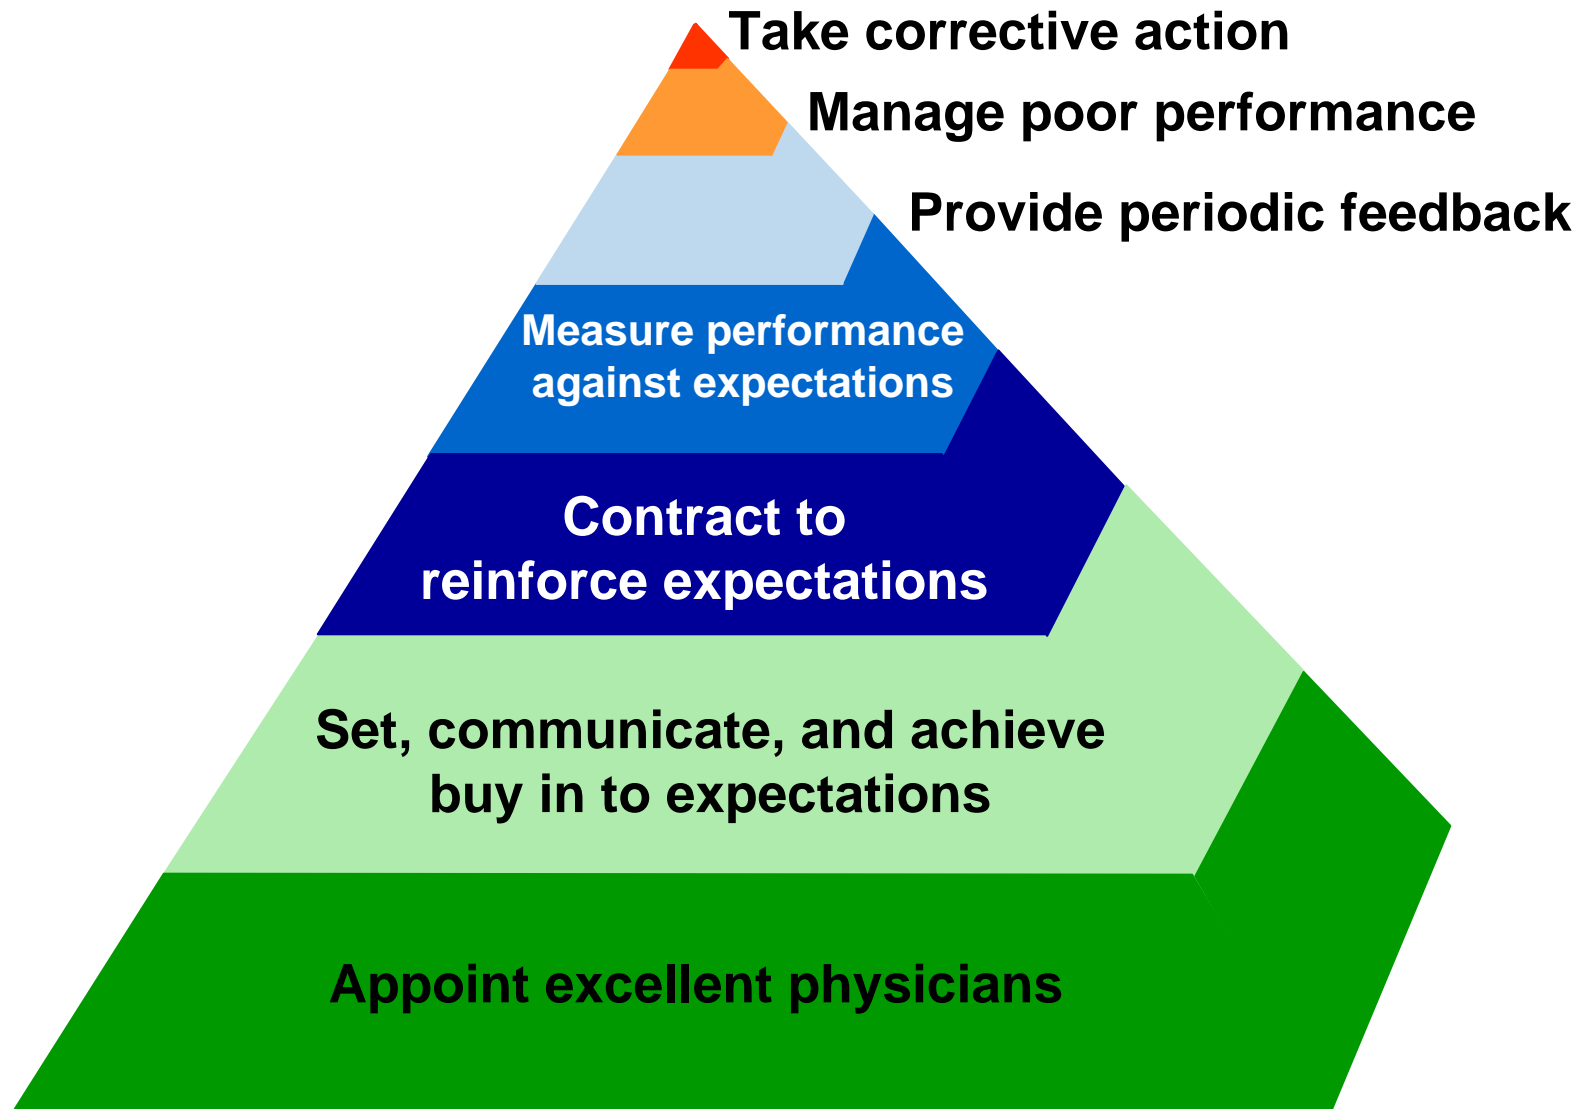 Take corrective action
Manage poor performance
Provide periodic feedback
Measure performance
against expectations
Contract to
reinforce expectations
Set, communicate, and achieve
buy in to expectations
Appoint excellent physicians